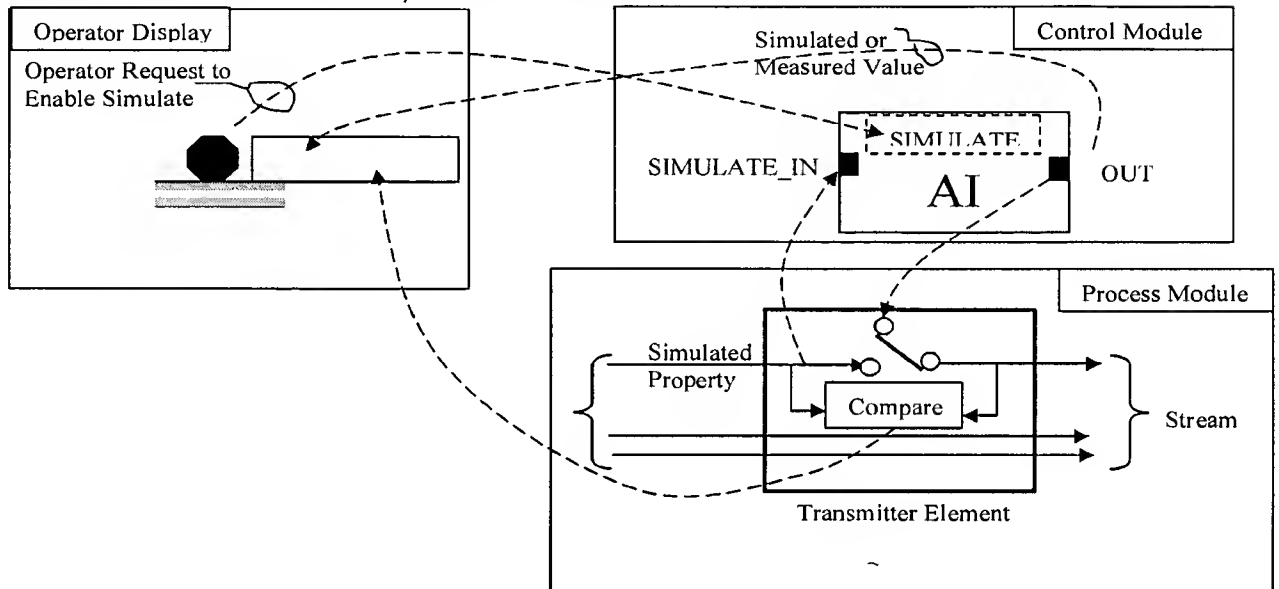 Operator Display
Operator Request to
Enable Simulate
Simulated or
Measured Value
Control Module
SIMULATE
SIMULATE_IN
AI
OUT
Process Module
Simulated
Property
Compare
Stream
Transmitter Element